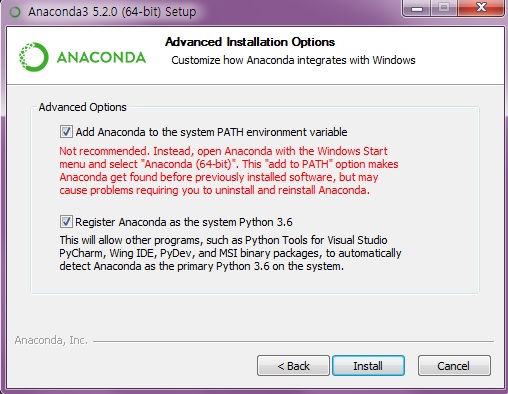 Anaconda3 5.2.0 (64-bit) Setup
Advanced Installation Options
Customize how Anaconda integrates with Windows
ANACONDA
Advanced Options
Add Anaconda to the system PATH environment variable
Not recommended. Instead, open Anaconda with the Windows Start
menu and select "Anaconda (64-bit)". This "add to PATH" option makes
Anaconda get found before previously installed software, but may
cause problems requiring you to uninstall and reinstall Anaconda.
Register Anaconda as the system Python 3.6
This will allow other programs, such as Python Tools for Visual Studio
PyCharm, Wing IDE, PyDev, and MSI binary packages, to automatically
detect Anaconda as the primary Python 3.6 on the system.
Anaconda, Inc.
< Back
Install
Cancel